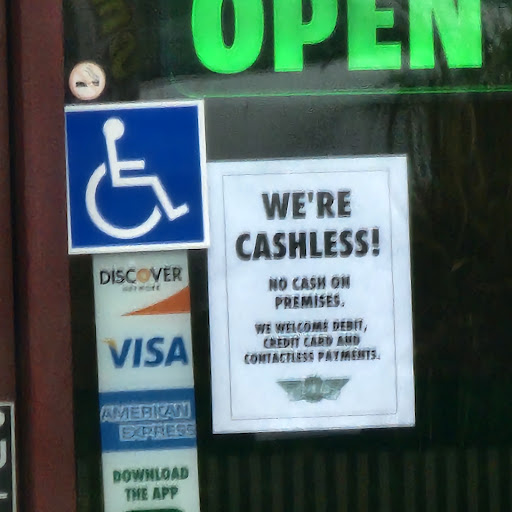 OPEN
WE'RE
CASHLESS!
NO CASH ON
PREMISES.
WE WELCOME DEBIT,
CREDIT CARD AND
CONTACTLESS PAYMENTS.
DISCOVER
NETWORK
VISA
AMERICAN
EXPRESS
DOWNLOAD
THE APP